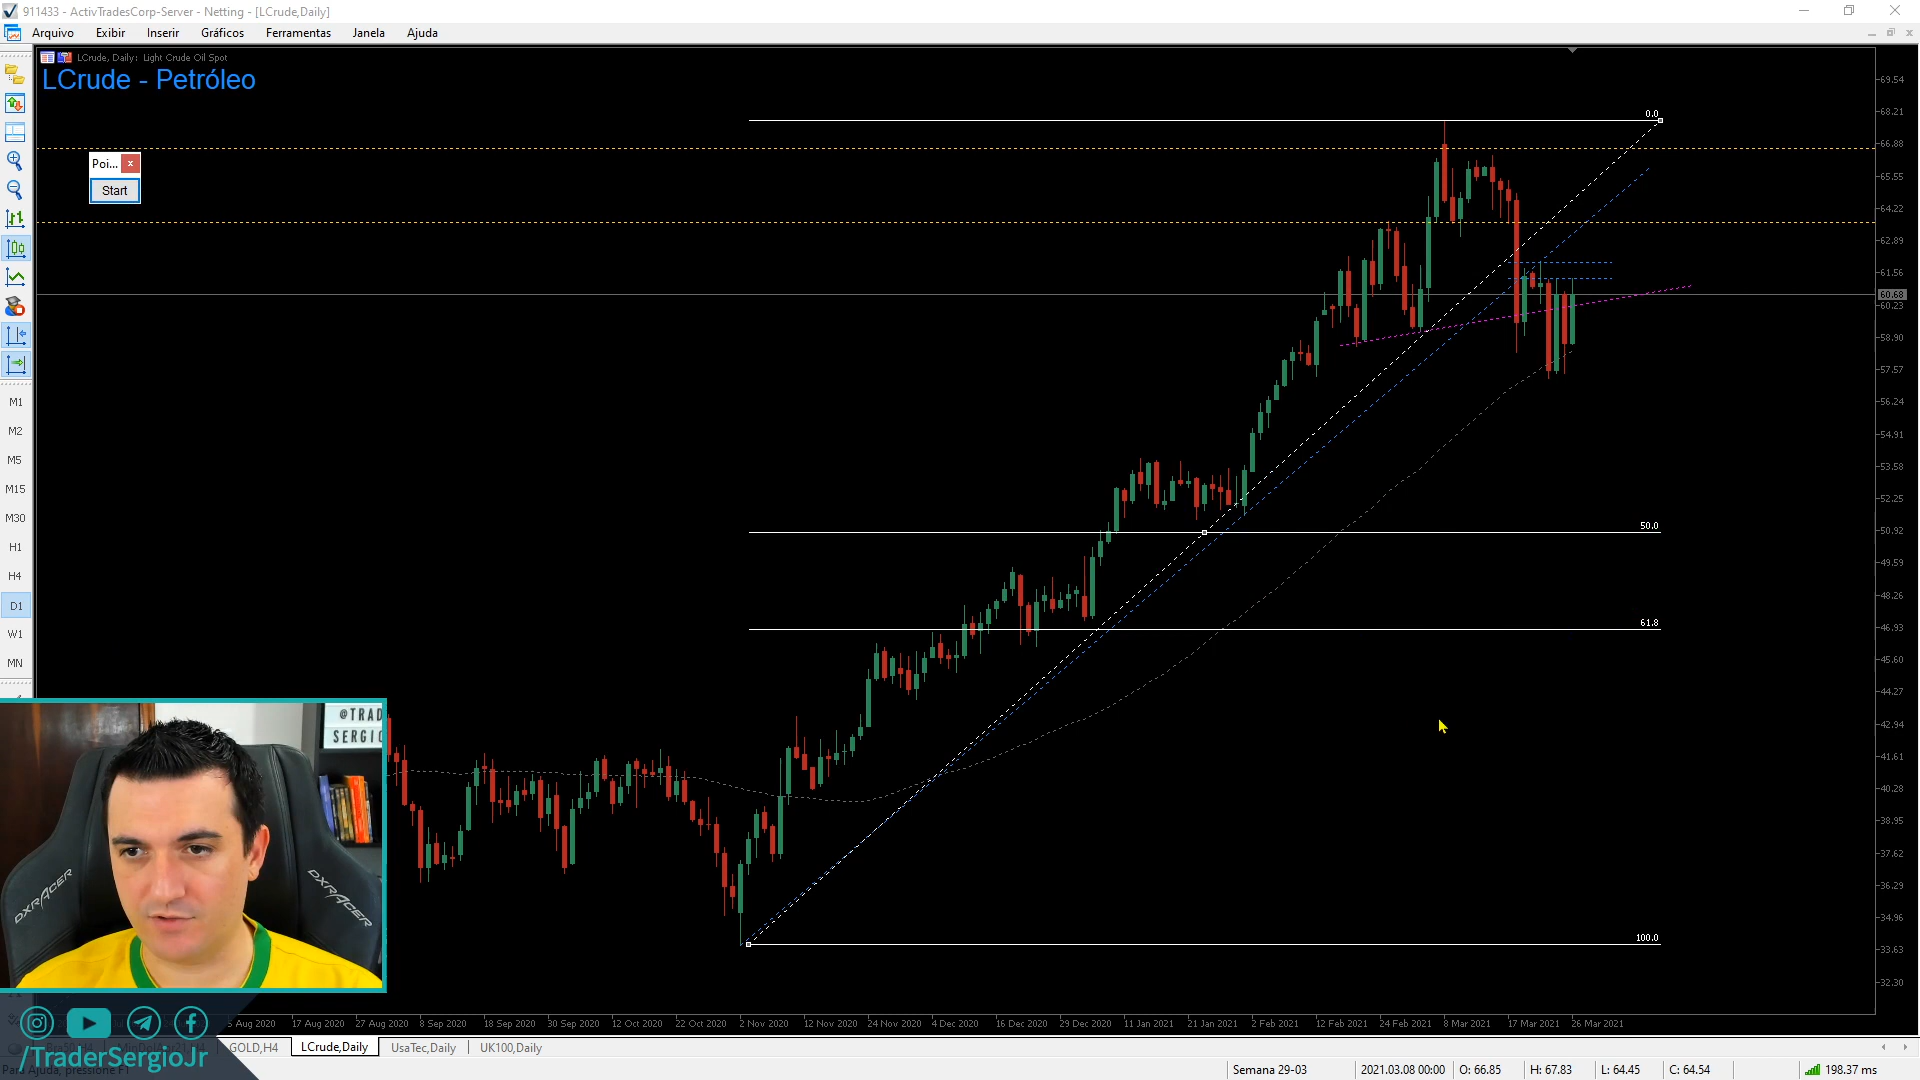 911433 - ActivTradesCorp-Server - Netting - [LCrude,Daily]
Arquivo Exibir Inserir Gráficos Ferramentas Janela Ajuda
LCrude, Daily: Light Crude Oil Spot
LCrude - Petróleo
Poi... x
Start
0.0
50.0
61.8
100.0
69.54
68.21
66.88
65.55
64.22
62.89
61.56
60.68
60.23
58.90
57.57
56.24
54.91
53.58
52.25
50.92
49.59
48.26
46.93
45.60
44.27
42.94
41.61
40.28
38.95
37.62
36.29
34.96
33.63
32.30
M1
M2
M5
M15
M30
H1
H4
D1
W1
MN
@TRAD
SERGIO
DXRACER
DXRACER
5 Aug 2020 17 Aug 2020 27 Aug 2020 8 Sep 2020 18 Sep 2020 30 Sep 2020 12 Oct 2020 22 Oct 2020 2 Nov 2020 12 Nov 2020 24 Nov 2020 4 Dec 2020 16 Dec 2020 29 Dec 2020 11 Jan 2021 21 Jan 2021 2 Feb 2021 12 Feb 2021 24 Feb 2021 8 Mar 2021 17 Mar 2021 26 Mar 2021
GOLD,H4 LCrude,Daily UsaTec,Daily UK100,Daily
/TraderSergioJr
Para Ajuda, pressione F1
Semana 29-03 2021.03.08 00:00 O: 66.85 H: 67.83 L: 64.45 C: 64.54 198.37 ms